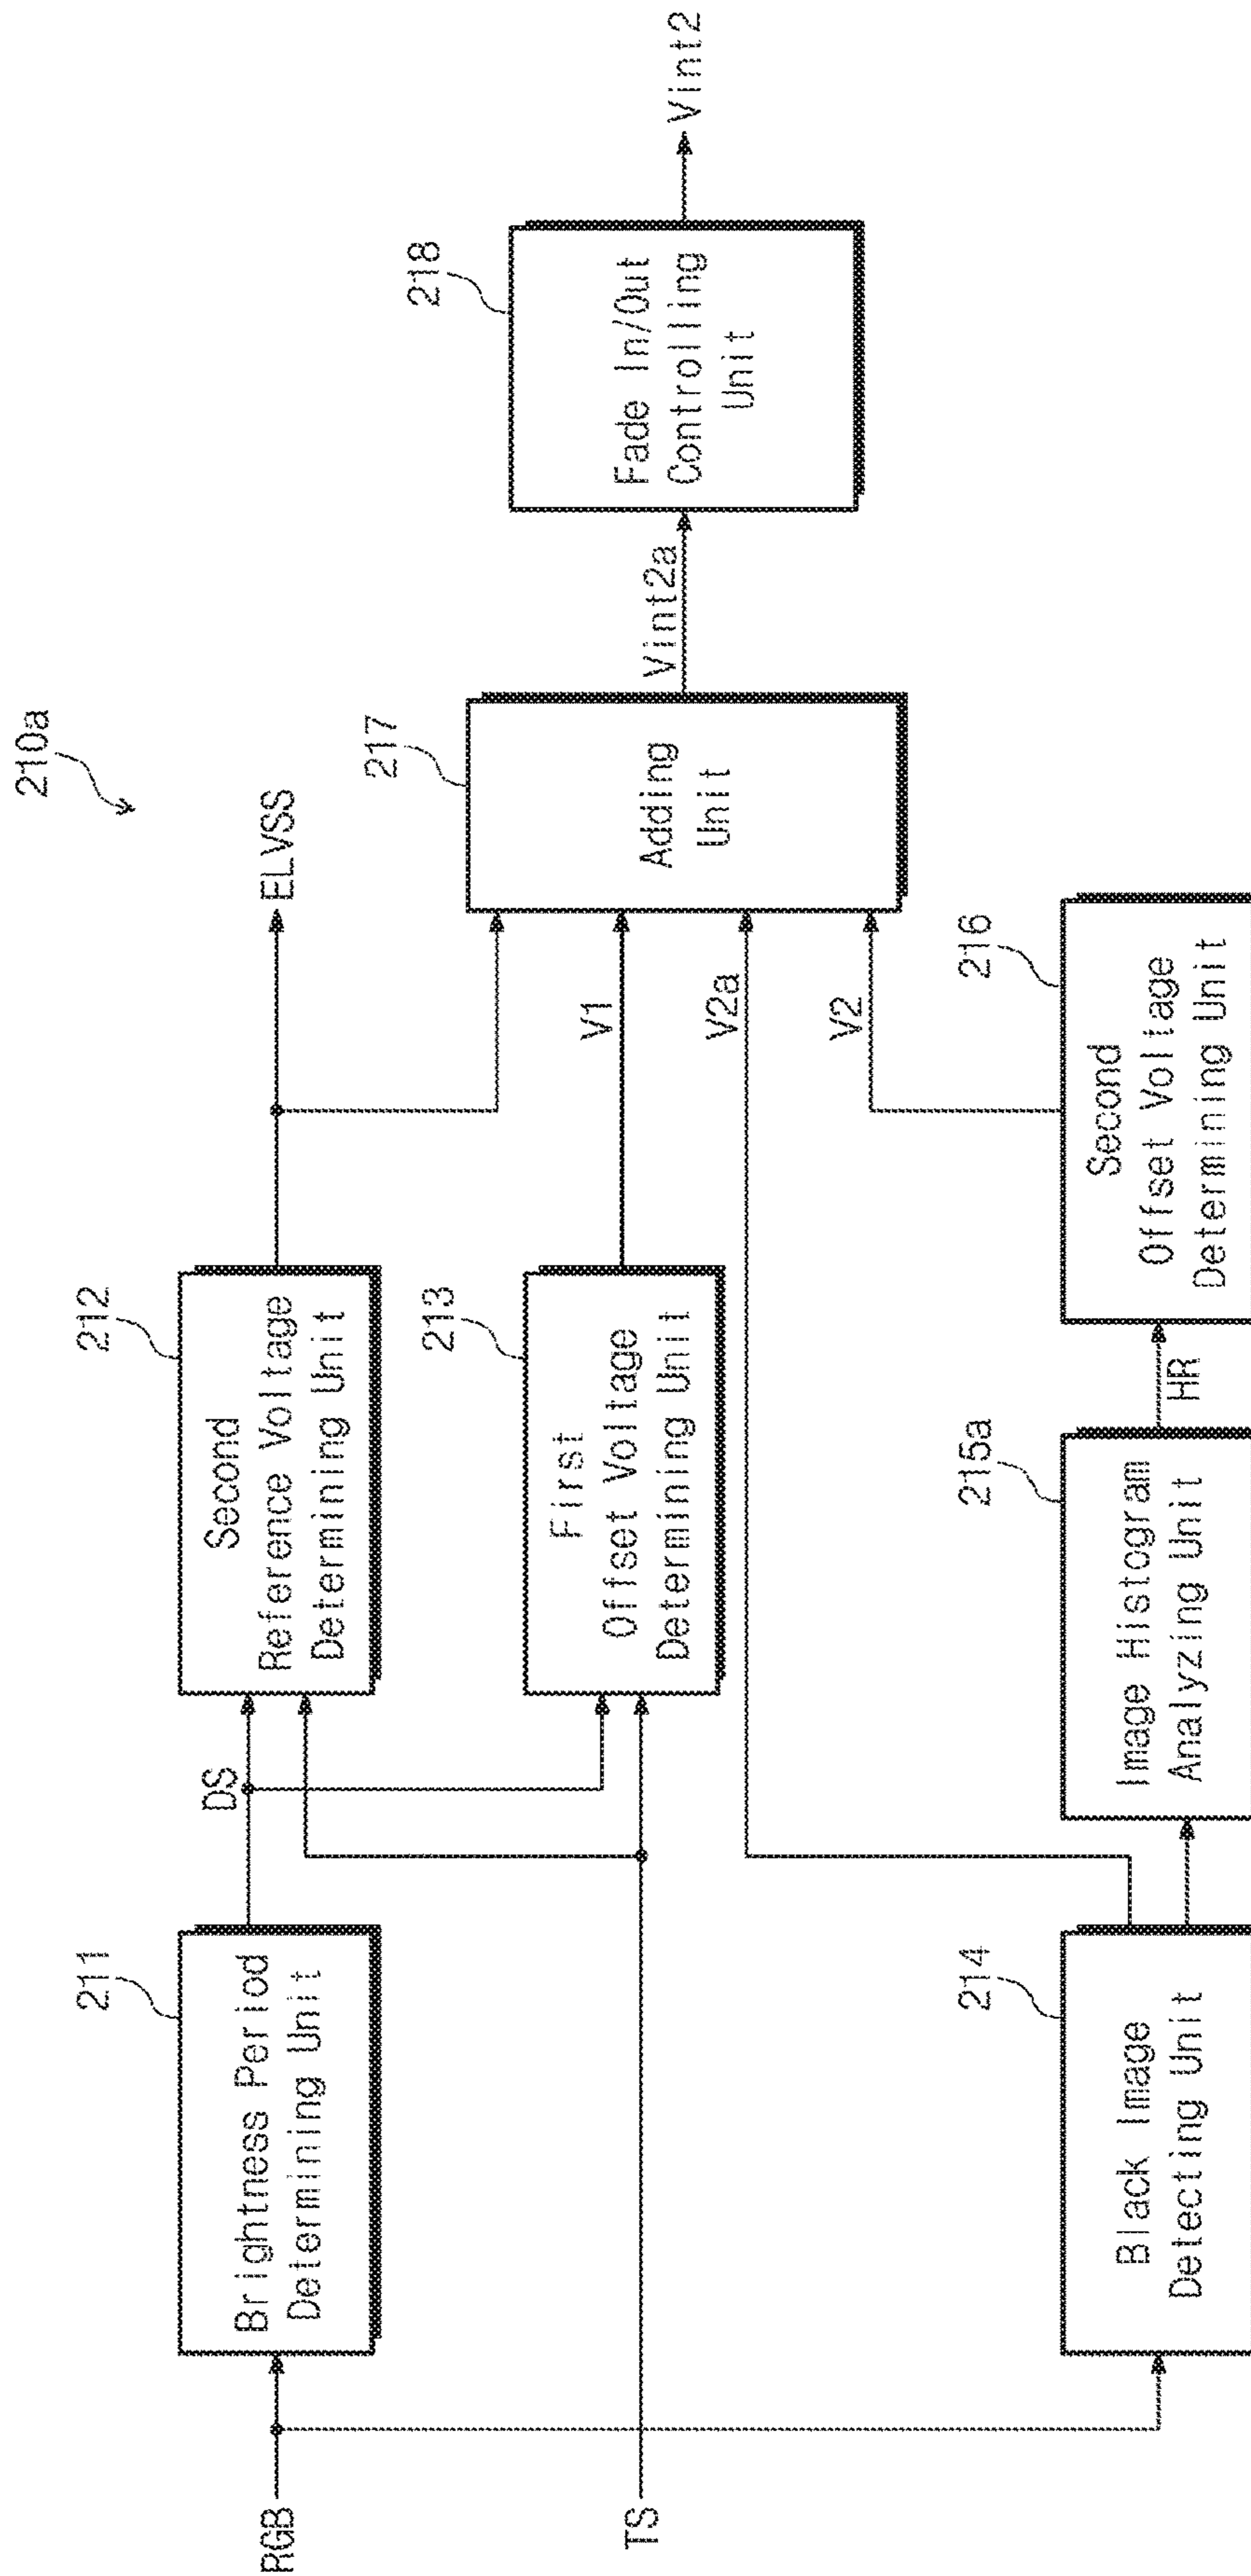 210a
RGB
TS
211
Brightness Period
Determining Unit
DS
212
Second
Reference Voltage
Determining Unit
ELVSS
213
First
Offset Voltage
Determining Unit
V1
V2a
V2
214
Black Image
Detecting Unit
215a
Image Histogram
Analyzing Unit
HR
216
Second
Offset Voltage
Determining Unit
217
Adding
Unit
Vint2a
218
Fade In/Out
Controlling
Unit
Vint2